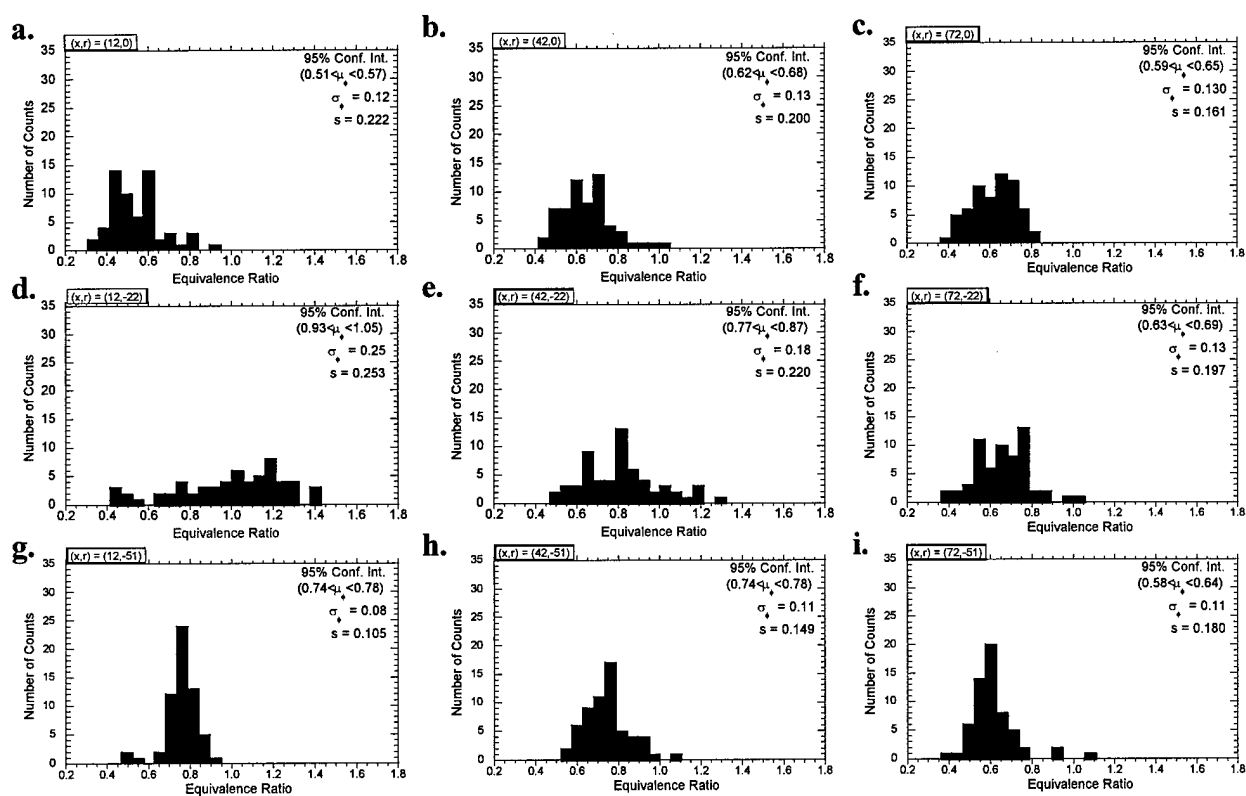 a.
(x,r) = (12,0)
35
30
25
20
15
10
5
0
Number of Counts
95% Conf. Int.
(0.51<μϕ<0.57)
σϕ = 0.12
s = 0.222
0.2 0.4 0.6 0.8 1.0 1.2 1.4 1.6 1.8
Equivalence Ratio
b.
(x,r) = (42,0)
35
30
25
20
15
10
5
0
Number of Counts
95% Conf. Int.
(0.62<μϕ<0.68)
σϕ = 0.13
s = 0.200
0.2 0.4 0.6 0.8 1.0 1.2 1.4 1.6 1.8
Equivalence Ratio
c.
(x,r) = (72,0)
35
30
25
20
15
10
5
0
Number of Counts
95% Conf. Int.
(0.59<μϕ<0.65)
σϕ = 0.130
s = 0.161
0.2 0.4 0.6 0.8 1.0 1.2 1.4 1.6 1.8
Equivalence Ratio
d.
(x,r) = (12,-22)
35
30
25
20
15
10
5
0
Number of Counts
95% Conf. Int.
(0.93<μϕ<1.05)
σϕ = 0.25
s = 0.253
0.2 0.4 0.6 0.8 1.0 1.2 1.4 1.6 1.8
Equivalence Ratio
e.
(x,r) = (42,-22)
35
30
25
20
15
10
5
0
Number of Counts
95% Conf. Int.
(0.77<μϕ<0.87)
σϕ = 0.18
s = 0.220
0.2 0.4 0.6 0.8 1.0 1.2 1.4 1.6 1.8
Equivalence Ratio
f.
(x,r) = (72,-22)
35
30
25
20
15
10
5
0
Number of Counts
95% Conf. Int.
(0.63<μϕ<0.69)
σϕ = 0.13
s = 0.197
0.2 0.4 0.6 0.8 1.0 1.2 1.4 1.6 1.8
Equivalence Ratio
g.
(x,r) = (12,-51)
35
30
25
20
15
10
5
0
Number of Counts
95% Conf. Int.
(0.74<μϕ<0.78)
σϕ = 0.08
s = 0.105
0.2 0.4 0.6 0.8 1.0 1.2 1.4 1.6 1.8
Equivalence Ratio
h.
(x,r) = (42,-51)
35
30
25
20
15
10
5
0
Number of Counts
95% Conf. Int.
(0.74<μϕ<0.78)
σϕ = 0.11
s = 0.149
0.2 0.4 0.6 0.8 1.0 1.2 1.4 1.6 1.8
Equivalence Ratio
i.
(x,r) = (72,-51)
35
30
25
20
15
10
5
0
Number of Counts
95% Conf. Int.
(0.58<μϕ<0.64)
σϕ = 0.11
s = 0.180
0.2 0.4 0.6 0.8 1.0 1.2 1.4 1.6 1.8
Equivalence Ratio